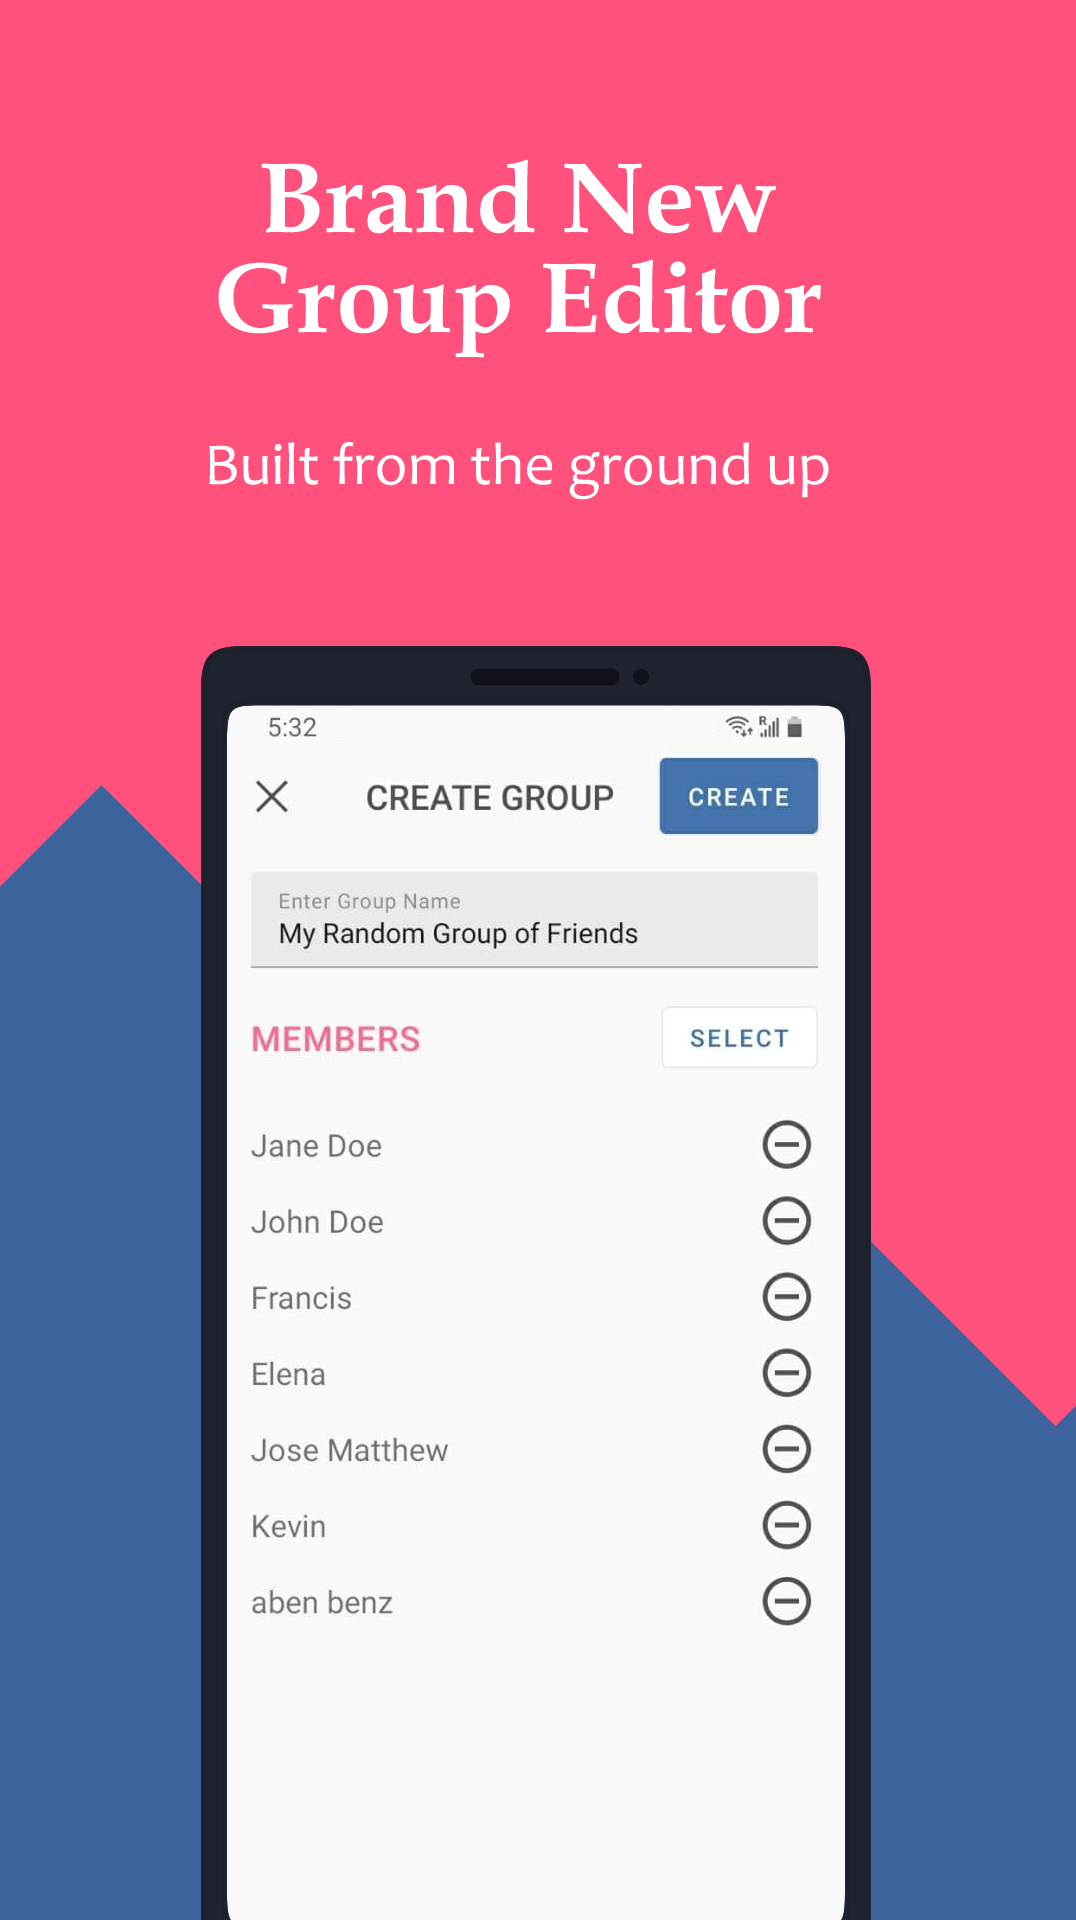 Brand New
Group Editor
Built from the ground up
5:32
R
CREATE GROUP
CREATE
Enter Group Name
My Random Group of Friends
MEMBERS
SELECT
Jane Doe
John Doe
Francis
Elena
Jose Matthew
Kevin
aben benz